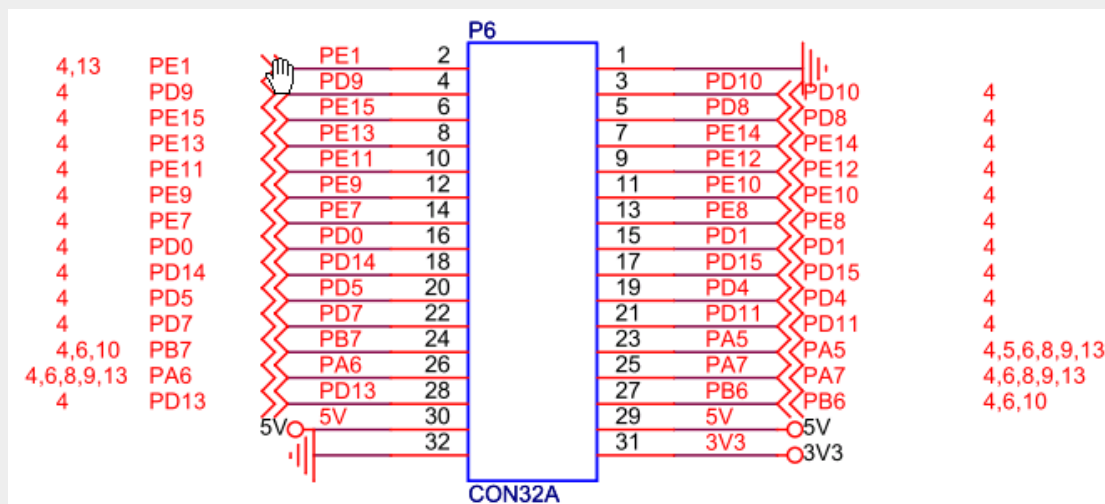 P6
PE1 2 1
4,13 PE1
PD9 4 3 PD10
4 PD9 PD10 4
PE15 6 5 PD8
4 PE15 PD8 4
PE13 8 7 PE14
4 PE13 PE14 4
PE11 10 9 PE12
4 PE11 PE12 4
PE9 12 11 PE10
4 PE9 PE10 4
PE7 14 13 PE8
4 PE7 PE8 4
PD0 16 15 PD1
4 PD0 PD1 4
PD14 18 17 PD15
4 PD14 PD15 4
PD5 20 19 PD4
4 PD5 PD4 4
PD7 22 21 PD11
4 PD7 PD11 4
PB7 24 23 PA5
4,6,10 PB7 PA5 4,5,6,8,9,13
PA6 26 25 PA7
4,6,8,9,13 PA6 PA7 4,6,8,9,13
PD13 28 27 PB6
4 PD13 PB6 4,6,10
5V 30 29 5V
5V 5V
32 31 3V3
3V3
CON32A